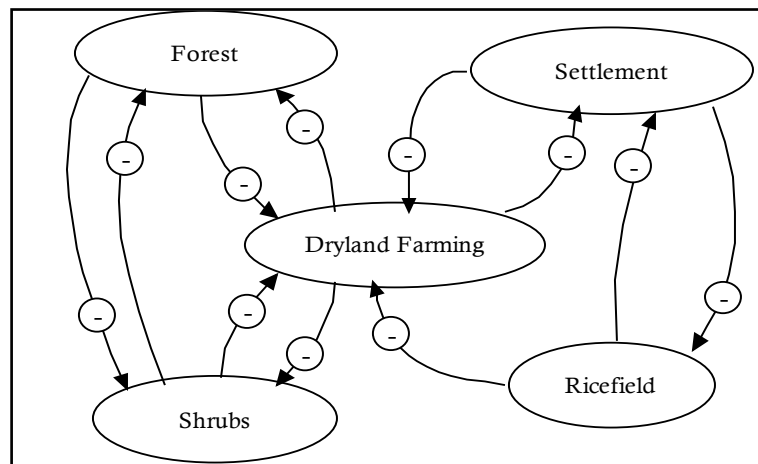 Forest
Settlement
-
-
-
-
-
-
Dryland Farming
-
-
-
-
-
Ricefield
Shrubs